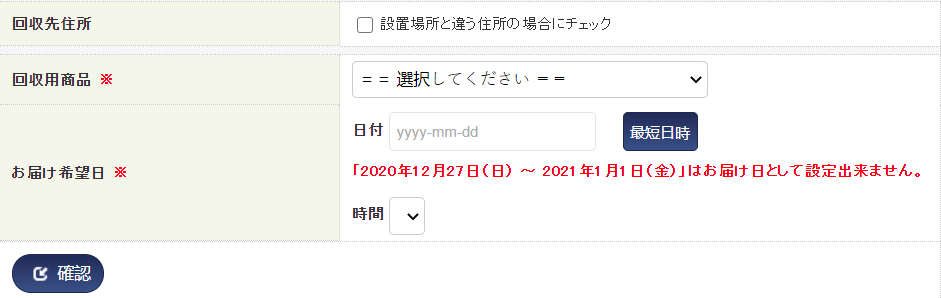 回収先住所
設置場所と違う住所の場合にチェック
回収用商品 ※
= = 選択してください = =
お届け希望日 ※
日付 yyyy-mm-dd 最短日時
「2020年12月27日(日) ~ 2021年1月1日(金)」はお届け日として設定出来ません。
時間
確認